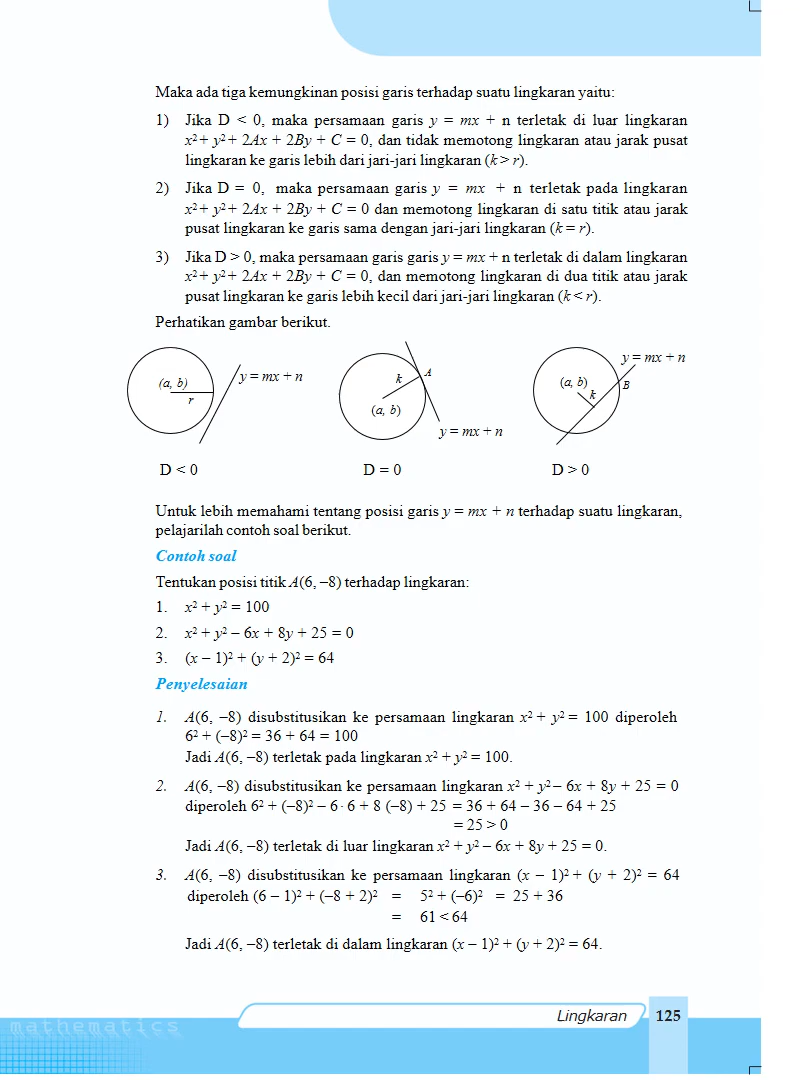 Maka ada tiga kemungkinan posisi garis terhadap suatu lingkaran yaitu:
1) Jika D < 0, maka persamaan garis y = mx + n terletak di luar lingkaran
x² + y² + 2Ax + 2By + C = 0, dan tidak memotong lingkaran atau jarak pusat
lingkaran ke garis lebih dari jari-jari lingkaran (k > r).
2) Jika D = 0, maka persamaan garis y = mx + n terletak pada lingkaran
x² + y² + 2Ax + 2By + C = 0 dan memotong lingkaran di satu titik atau jarak
pusat lingkaran ke garis sama dengan jari-jari lingkaran (k = r).
3) Jika D > 0, maka persamaan garis garis y = mx + n terletak di dalam lingkaran
x² + y² + 2Ax + 2By + C = 0, dan memotong lingkaran di dua titik atau jarak
pusat lingkaran ke garis lebih kecil dari jari-jari lingkaran (k < r).
Perhatikan gambar berikut.
(a, b)
r
y = mx + n
D < 0
k
A
(a, b)
y = mx + n
D = 0
y = mx + n
(a, b)
B
k
D > 0
Untuk lebih memahami tentang posisi garis y = mx + n terhadap suatu lingkaran,
pelajarilah contoh soal berikut.
Contoh soal
Tentukan posisi titik A(6, –8) terhadap lingkaran:
1. x² + y² = 100
2. x² + y² – 6x + 8y + 25 = 0
3. (x – 1)² + (y + 2)² = 64
Penyelesaian
1. A(6, –8) disubstitusikan ke persamaan lingkaran x² + y² = 100 diperoleh
6² + (–8)² = 36 + 64 = 100
Jadi A(6, –8) terletak pada lingkaran x² + y² = 100.
2. A(6, –8) disubstitusikan ke persamaan lingkaran x² + y² – 6x + 8y + 25 = 0
diperoleh 6² + (–8)² – 6 · 6 + 8 (–8) + 25 = 36 + 64 – 36 – 64 + 25
= 25 > 0
Jadi A(6, –8) terletak di luar lingkaran x² + y² – 6x + 8y + 25 = 0.
3. A(6, –8) disubstitusikan ke persamaan lingkaran (x – 1)² + (y + 2)² = 64
diperoleh (6 – 1)² + (–8 + 2)² = 5² + (–6)² = 25 + 36
= 61 < 64
Jadi A(6, –8) terletak di dalam lingkaran (x – 1)² + (y + 2)² = 64.
mathematics
Lingkaran 125